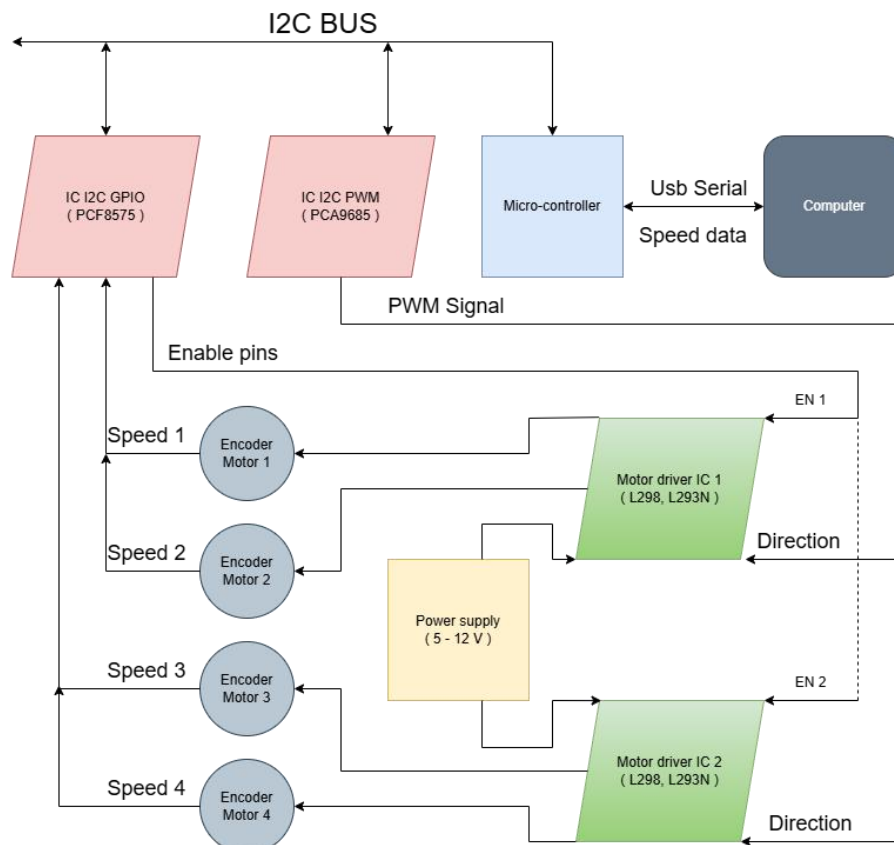 I2C BUS
IC I2C GPIO
( PCF8575 )
IC I2C PWM
( PCA9685 )
Micro-controller
Usb Serial
Speed data
Computer
PWM Signal
Enable pins
EN 1
Speed 1
Encoder
Motor 1
Motor driver IC 1
( L298, L293N )
Speed 2
Encoder
Motor 2
Direction
Power supply
( 5 - 12 V )
Speed 3
Encoder
Motor 3
EN 2
Motor driver IC 2
( L298, L293N )
Speed 4
Encoder
Motor 4
Direction